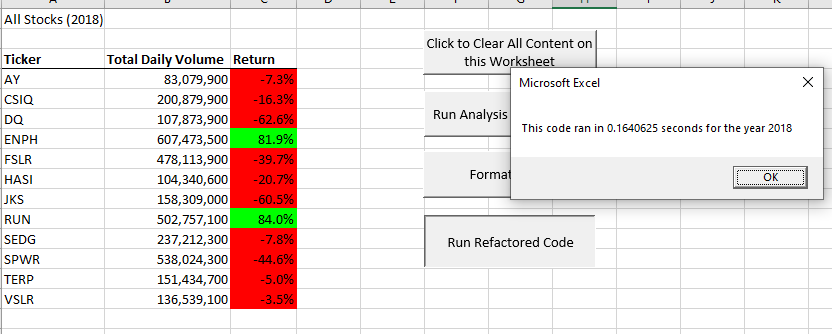 All Stocks (2018)
Click to Clear All Content on
this Worksheet
Ticker Total Daily Volume Return
AY 83,079,900 -7.3%
CSIQ 200,879,900 -16.3%
DQ 107,873,900 -62.6%
ENPH 607,473,500 81.9%
FSLR 478,113,900 -39.7%
HASI 104,340,600 -20.7%
JKS 158,309,000 -60.5%
RUN 502,757,100 84.0%
SEDG 237,212,300 -7.8%
SPWR 538,024,300 -44.6%
TERP 151,434,700 -5.0%
VSLR 136,539,100 -3.5%
Run Analysis
Format
Run Refactored Code
Microsoft Excel
This code ran in 0.1640625 seconds for the year 2018
OK